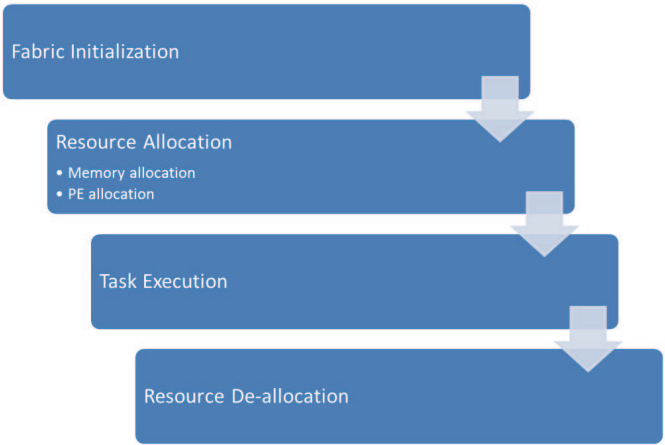 Fabric Initialization
Resource Allocation
• Memory allocation
• PE allocation
Task Execution
Resource De-allocation